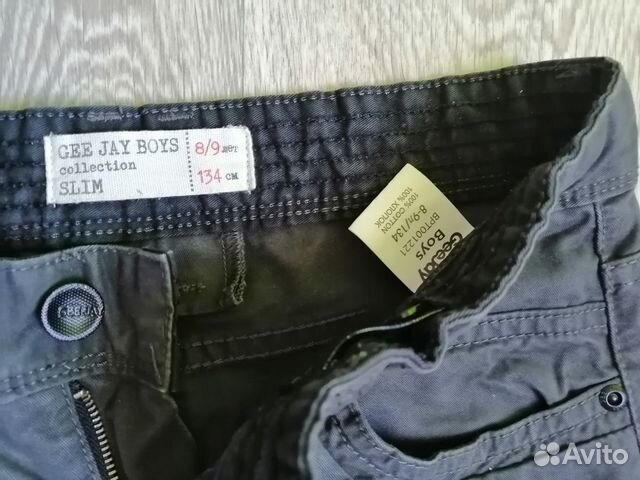 GEE JAY BOYS
collection
SLIM
8/9 лет
134 см
GeeJay
Boys
BPT001221
8-9л/134
100% COTTON
100% ХЛОПОК
Avito